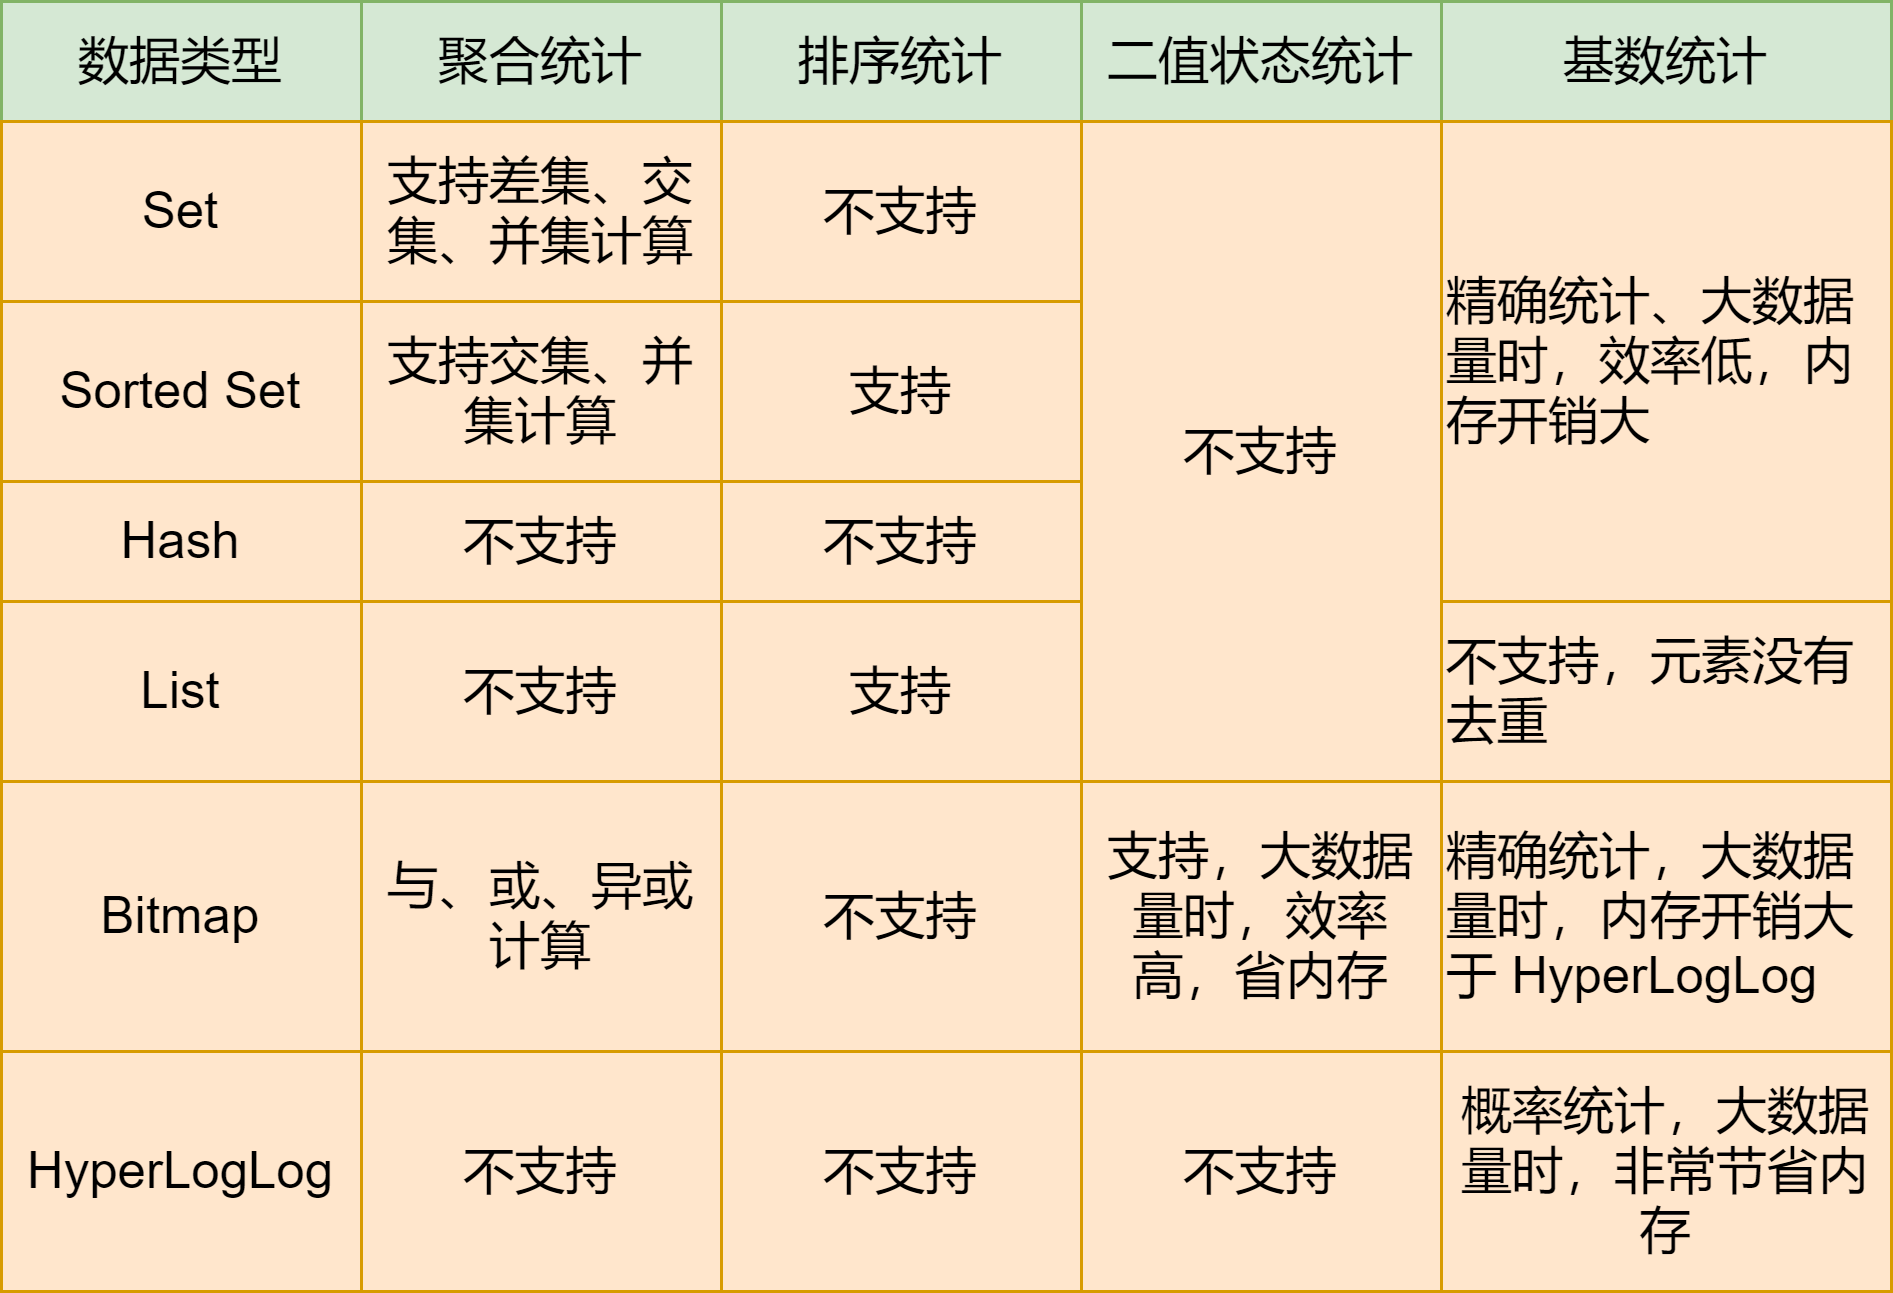 数据类型
聚合统计
排序统计
二值状态统计
基数统计
Set
支持差集、交
集、并集计算
不支持
不支持
精确统计、大数据
量时，效率低，内
存开销大
Sorted Set
支持交集、并
集计算
支持
Hash
不支持
不支持
List
不支持
支持
不支持，元素没有
去重
Bitmap
与、或、异或
计算
不支持
支持，大数据
量时，效率
高，省内存
精确统计，大数据
量时，内存开销大
于 HyperLogLog
HyperLogLog
不支持
不支持
不支持
概率统计，大数据
量时，非常节省内
存